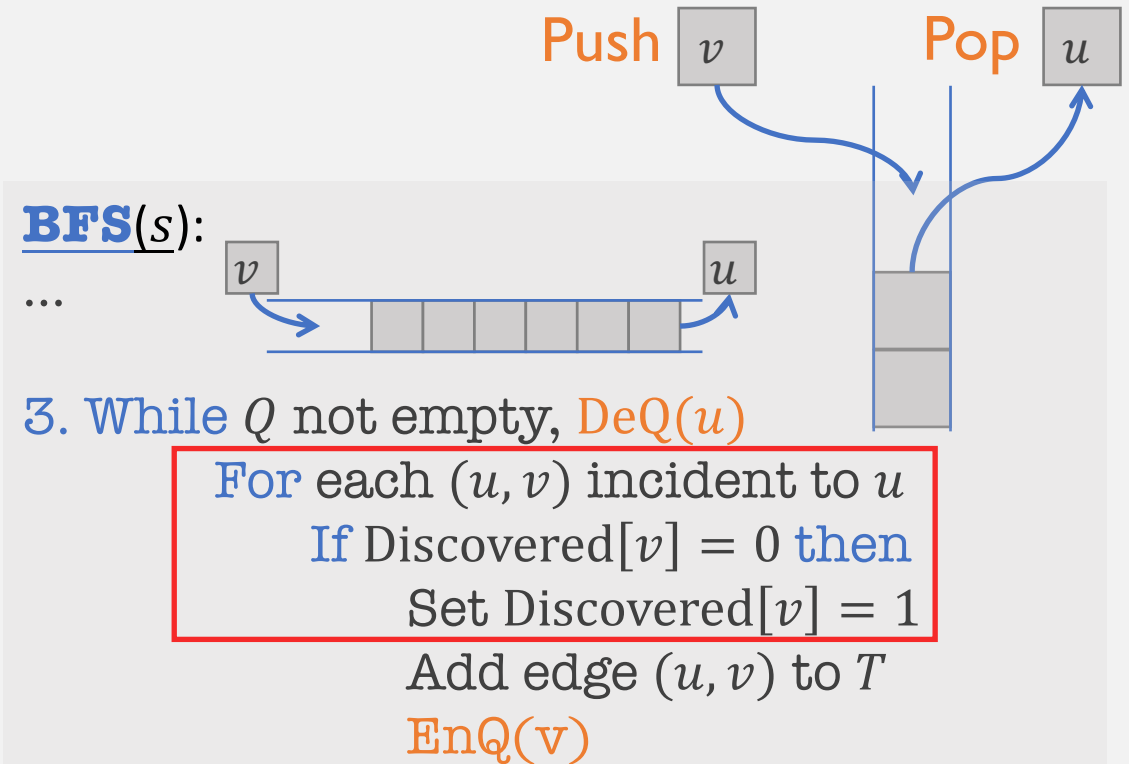 Push v Pop u
BFS(s):
v u
…
3. While Q not empty, DeQ(u)
For each (u, v) incident to u
If Discovered[v] = 0 then
Set Discovered[v] = 1
Add edge (u, v) to T
EnQ(v)